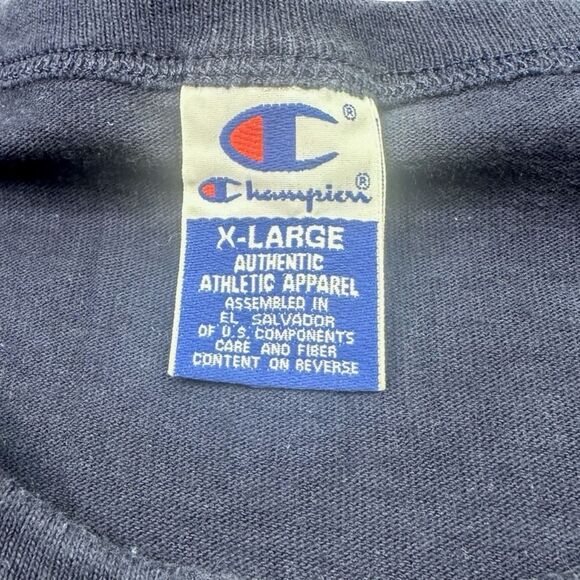 ®
Champion®
X-LARGE
AUTHENTIC
ATHLETIC APPAREL
ASSEMBLED IN
EL SALVADOR
OF U.S. COMPONENTS
CARE AND FIBER
CONTENT ON REVERSE